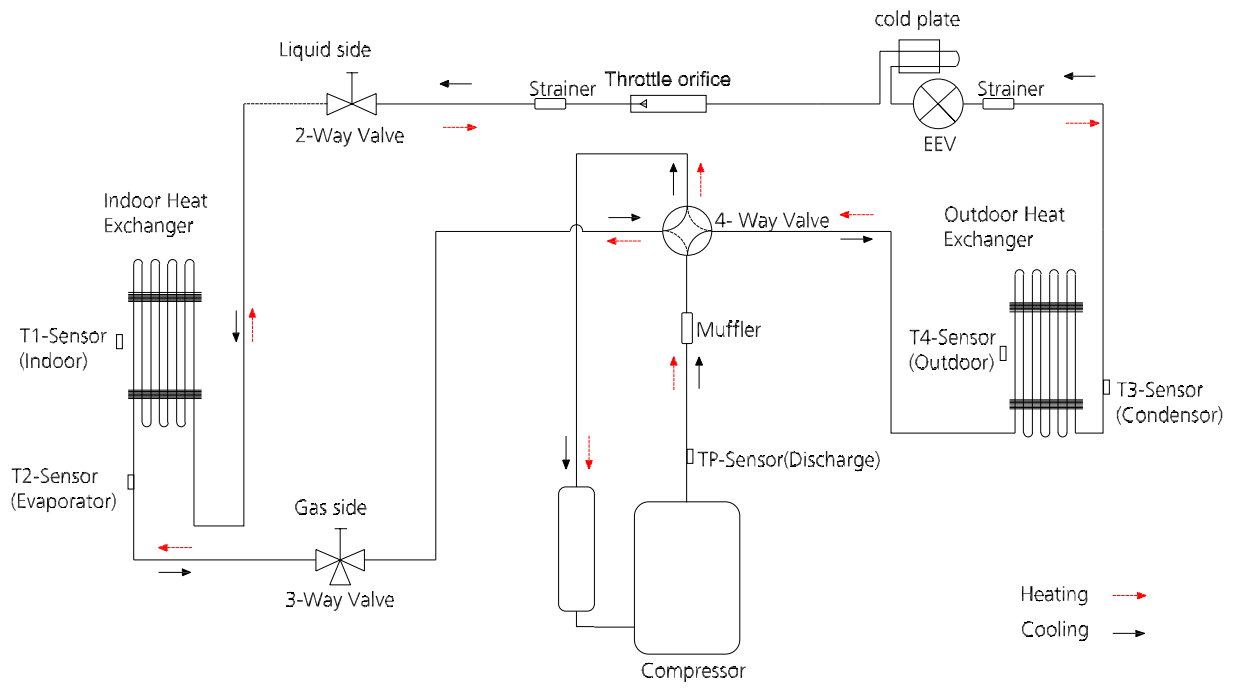 cold plate
Liquid side
Strainer
Throttle orifice
Strainer
2-Way Valve
EEV
Indoor Heat
Exchanger
4- Way Valve
Outdoor Heat
Exchanger
T1-Sensor
(Indoor)
Muffler
T4-Sensor
(Outdoor)
T3-Sensor
(Condensor)
T2-Sensor
(Evaporator)
TP-Sensor(Discharge)
Gas side
3-Way Valve
Heating
Cooling
Compressor